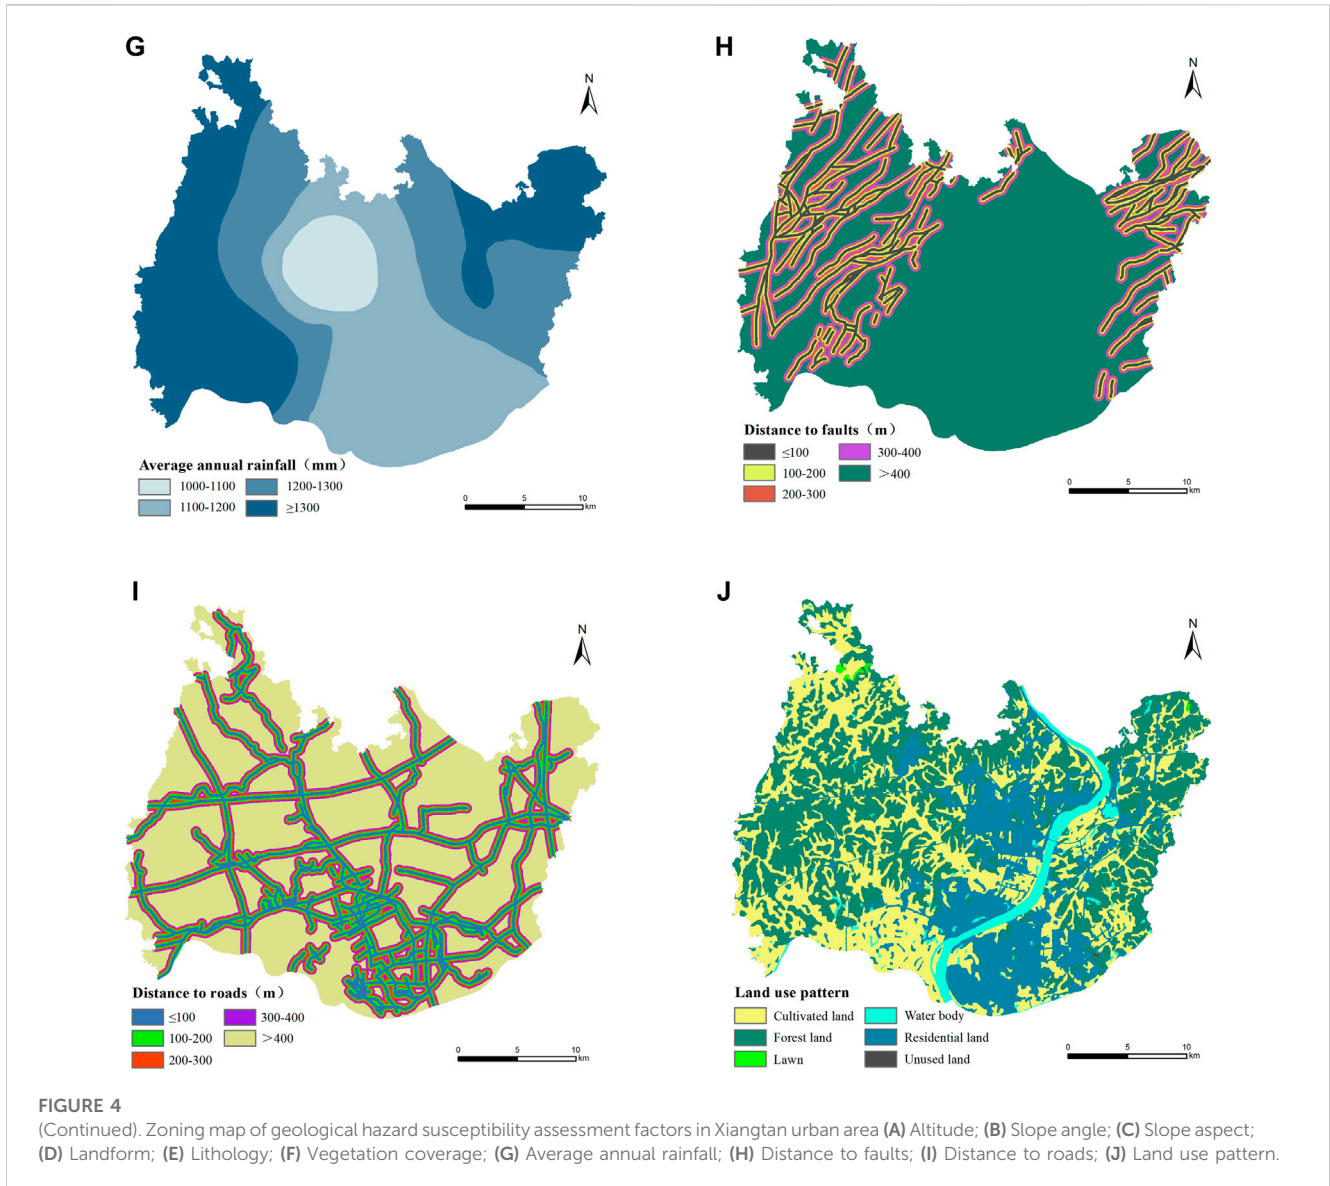 G
N
Average annual rainfall（mm）
1000-1100
1200-1300
1100-1200
≥1300
0 5 10
km
H
N
Distance to faults（m）
≤100
300-400
100-200
＞400
200-300
0 5 10
km
I
N
Distance to roads（m）
≤100
300-400
100-200
＞400
200-300
0 5 10
km
J
N
Land use pattern
Cultivated land
Water body
Forest land
Residential land
Lawn
Unused land
0 5 10
km
FIGURE 4
(Continued). Zoning map of geological hazard susceptibility assessment factors in Xiangtan urban area (A) Altitude; (B) Slope angle; (C) Slope aspect;
(D) Landform; (E) Lithology; (F) Vegetation coverage; (G) Average annual rainfall; (H) Distance to faults; (I) Distance to roads; (J) Land use pattern.